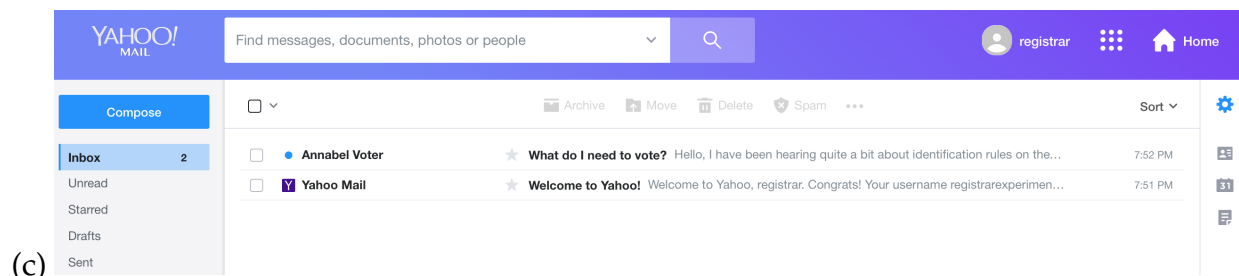 YAHOO!
MAIL
Find messages, documents, photos or people
registrar
Home
Compose
Archive Move Delete Spam
Sort
Inbox 2
Annabel Voter What do I need to vote? Hello, I have been hearing quite a bit about identification rules on the... 7:52 PM
Unread
Y Yahoo Mail Welcome to Yahoo! Welcome to Yahoo, registrar. Congrats! Your username registrarexperimen... 7:51 PM
31
Starred
Drafts
(c) Sent